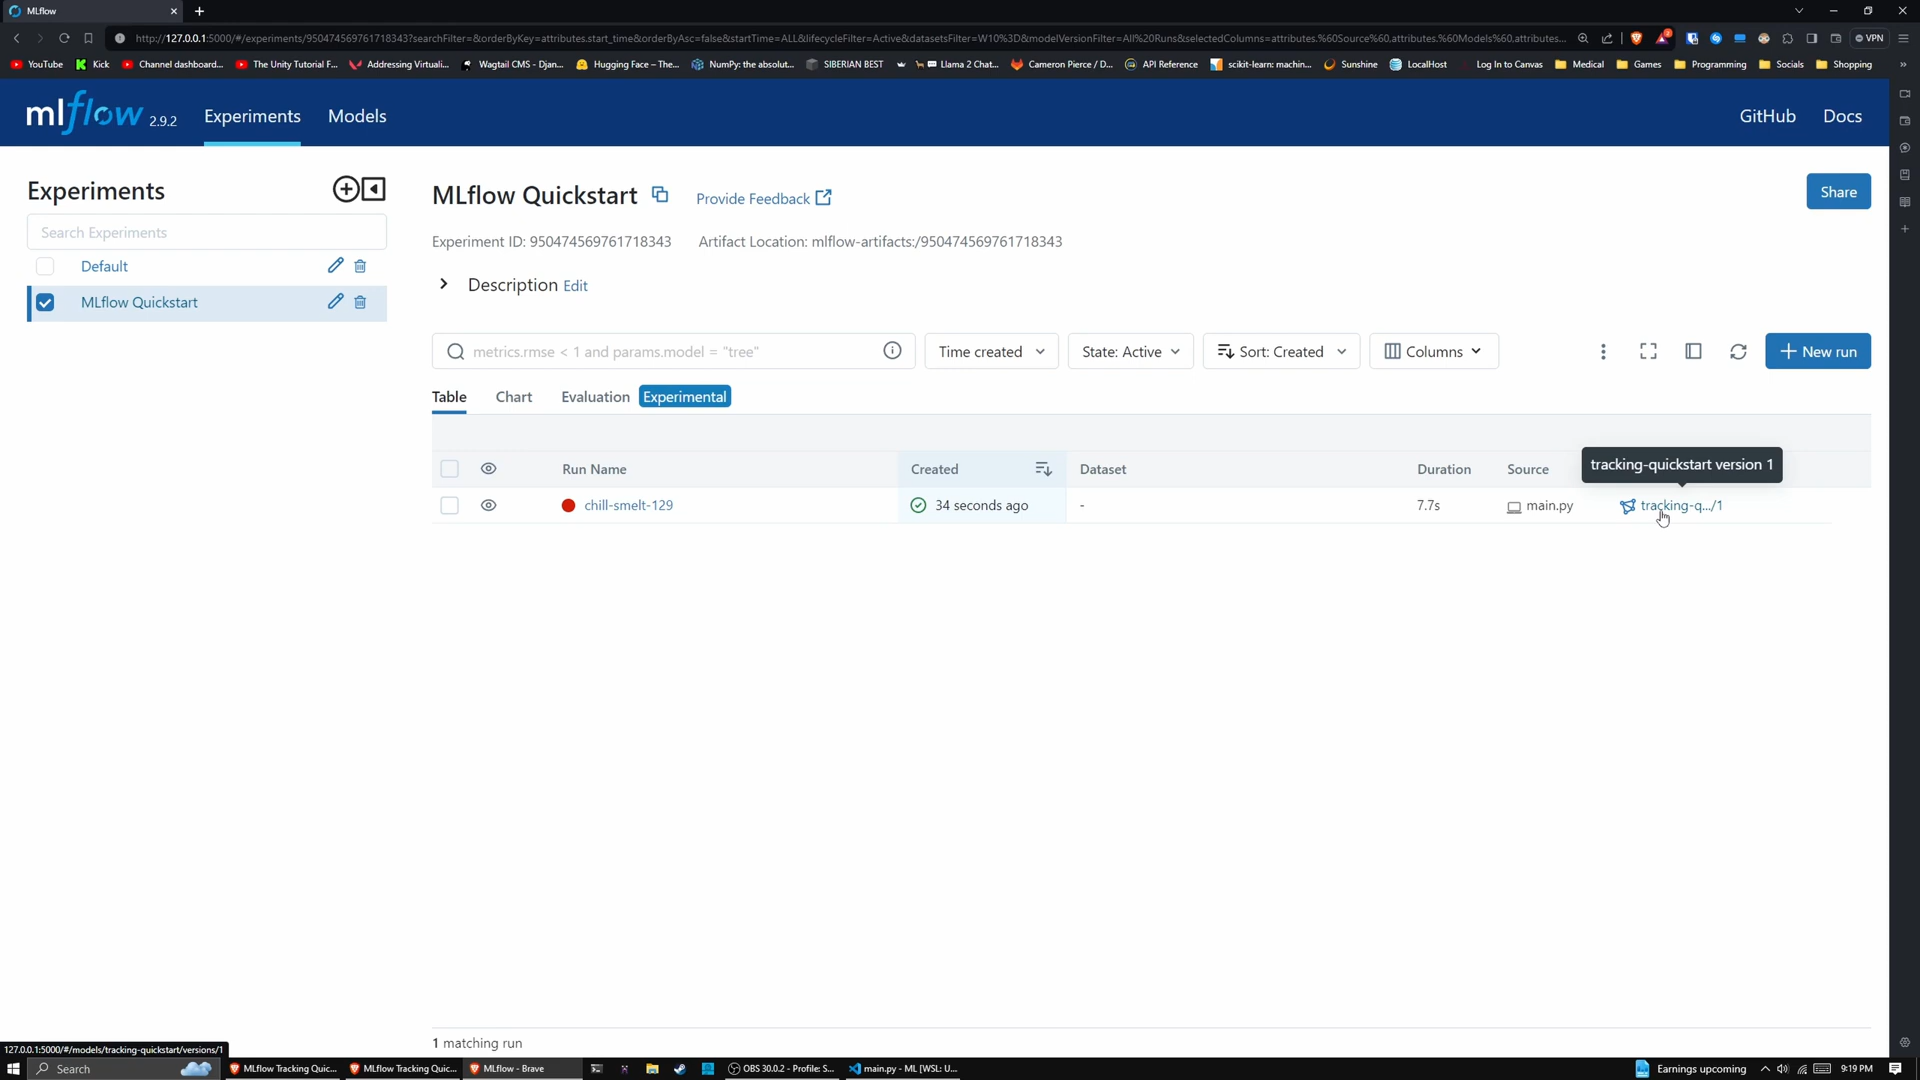 MLflow
http://127.0.0.1:5000/#/experiments/950474569761718343?searchFilter=&orderByKey=attributes.start_time&orderByAsc=false&startTime=ALL&lifecycleFilter=Active&datasetsFilter=W10%3D&modelVersionFilter=All%20Runs&selectedColumns=attributes.%60Source%60,attributes.%60Models%60,attributes...
VPN
YouTube Kick Channel dashboard... The Unity Tutorial F... Addressing Virtuali... Wagtail CMS - Djan... Hugging Face – The... NumPy: the absolut... SIBERIAN BEST Llama 2 Chat... Cameron Pierce / D... API Reference scikit-learn: machin... Sunshine LocalHost Log In to Canvas Medical Games Programming Socials Shopping
mlflow 2.9.2 Experiments Models GitHub Docs
Experiments
Search Experiments
Default
MLflow Quickstart
MLflow Quickstart Provide Feedback Share
Experiment ID: 950474569761718343 Artifact Location: mlflow-artifacts:/950474569761718343
Description Edit
metrics.rmse < 1 and params.model = "tree" Time created State: Active Sort: Created Columns New run
Table Chart Evaluation Experimental
Run Name Created Dataset Duration Source
tracking-quickstart version 1
chill-smelt-129 34 seconds ago - 7.7s main.py tracking-q.../1
1 matching run
127.0.0.1:5000/#/models/tracking-quickstart/versions/1
Search MLflow Tracking Quic... MLflow Tracking Quic... MLflow - Brave OBS 30.0.2 - Profile: S... main.py - ML [WSL: U... Earnings upcoming 9:19 PM